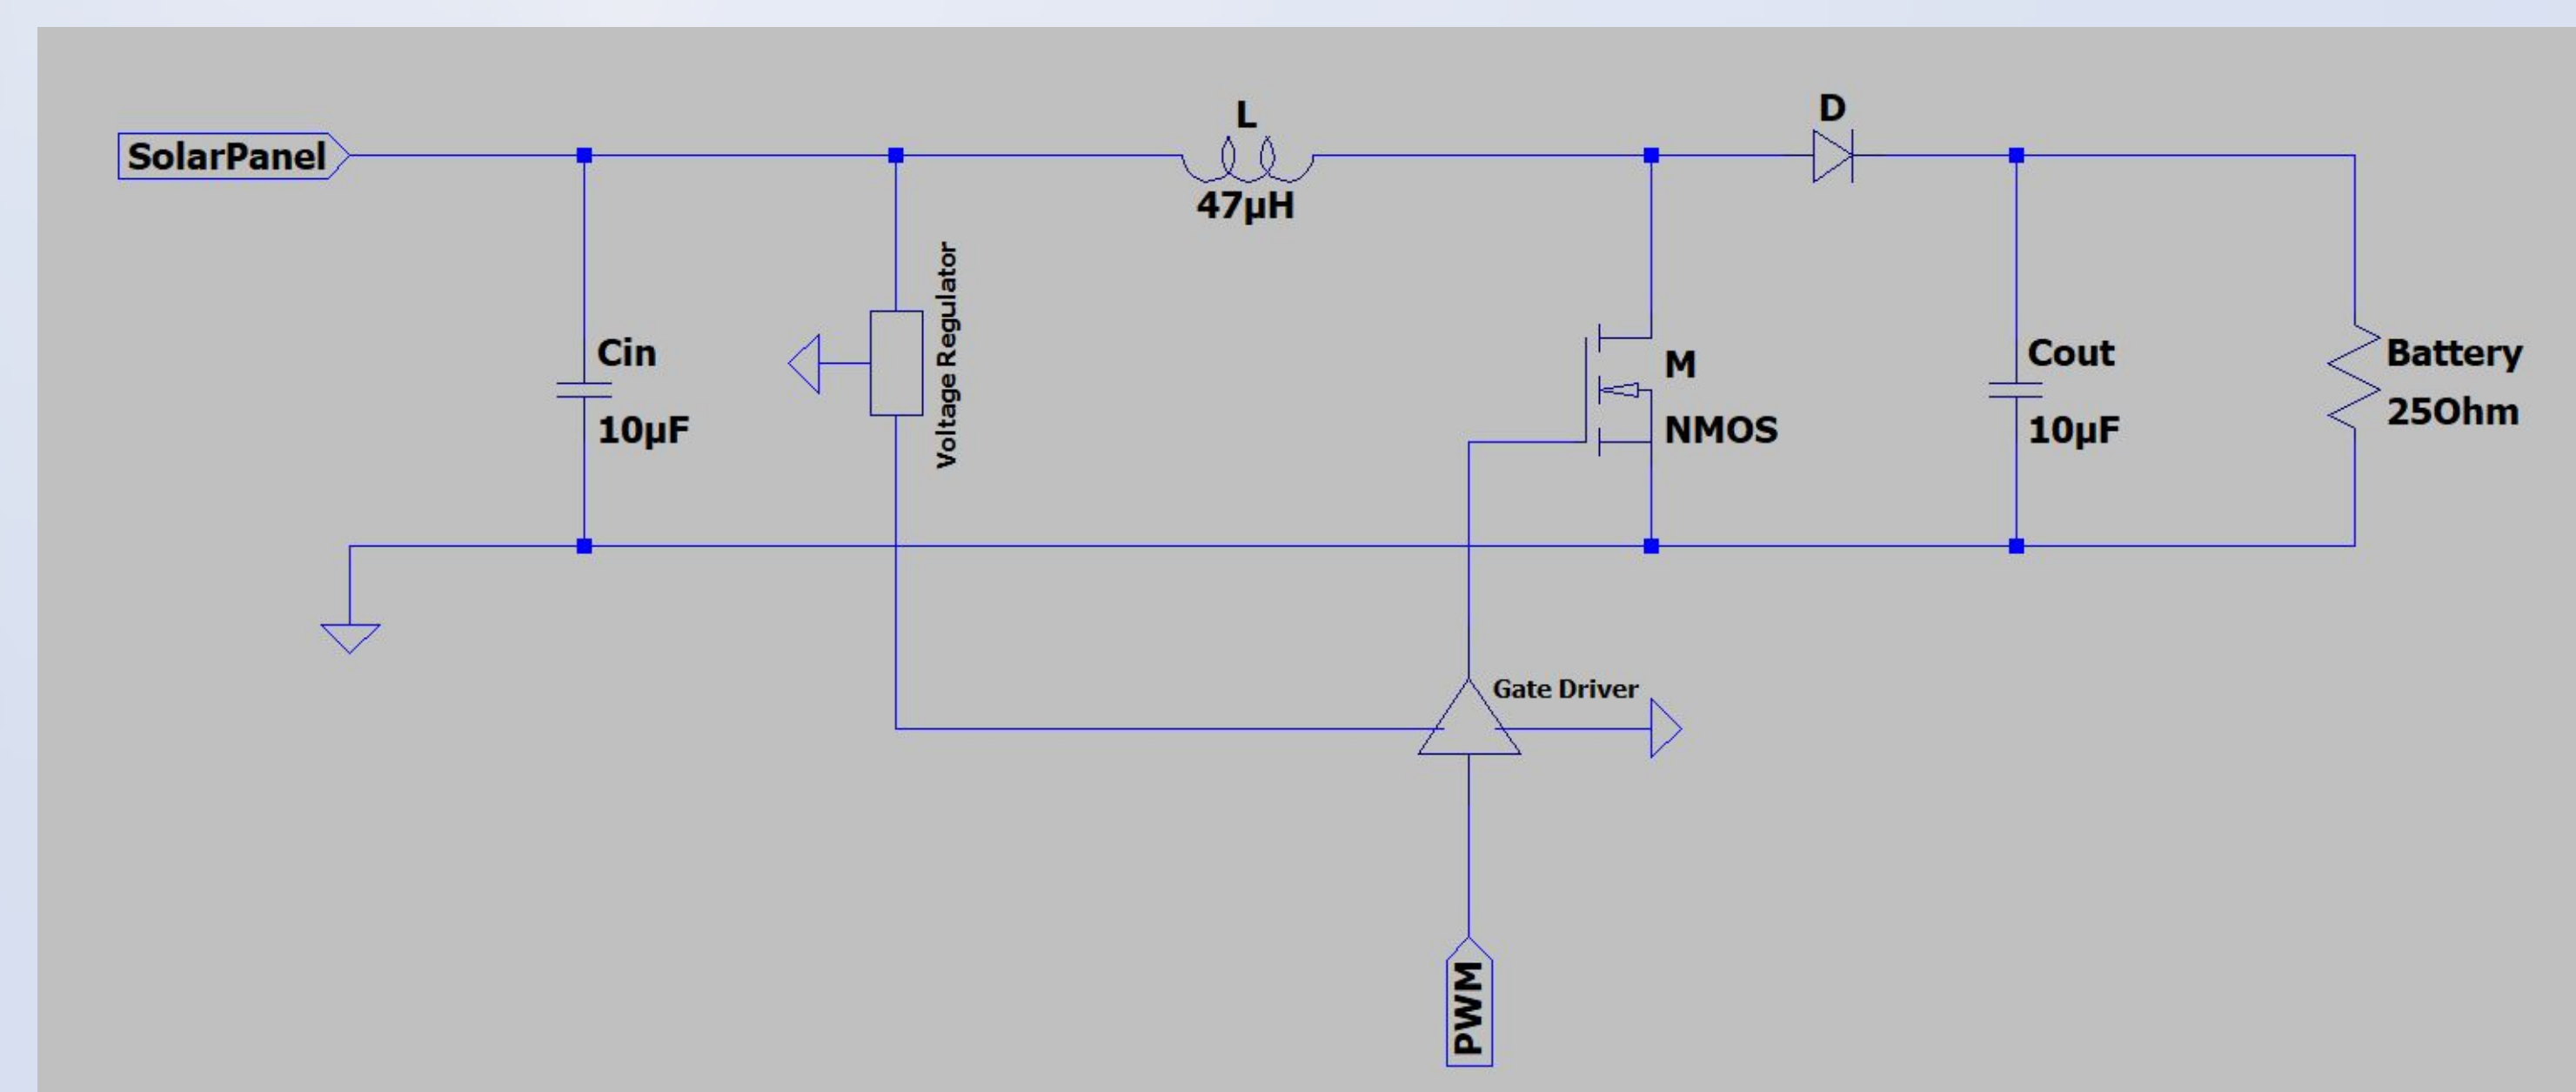 L
D
SolarPanel
47µH
Voltage Regulator
Cin
10µF
M
NMOS
Cout
10µF
Battery
25Ohm
Gate Driver
PWM